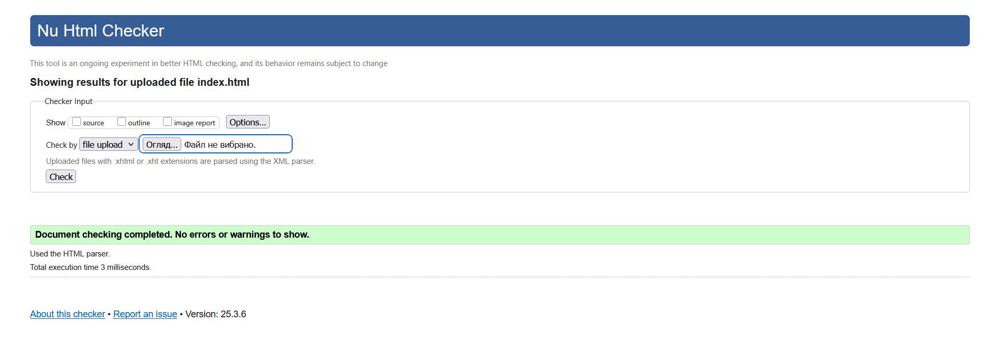 Nu Html Checker
This tool is an ongoing experiment in better HTML checking, and its behavior remains subject to change
Showing results for uploaded file index.html
Checker Input
Show source outline image report Options...
Check by file upload Огляд... Файл не вибрано.
Uploaded files with .xhtml or .xht extensions are parsed using the XML parser.
Check
Document checking completed. No errors or warnings to show.
Used the HTML parser.
Total execution time 3 milliseconds.
About this checker • Report an issue • Version: 25.3.6